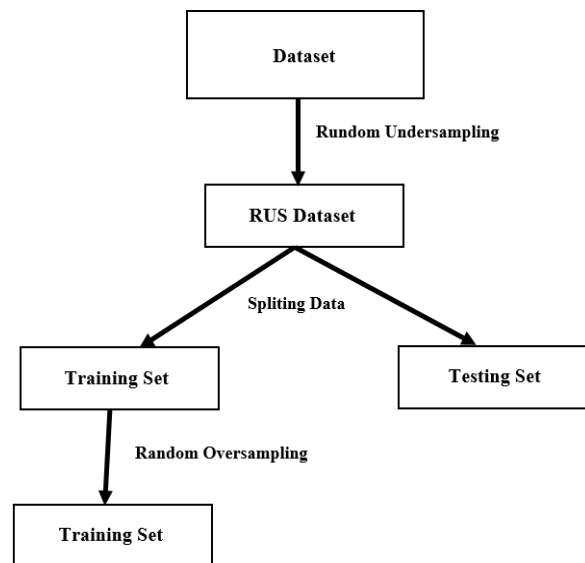 Dataset
Rundom Undersampling
RUS Dataset
Spliting Data
Training Set
Testing Set
Random Oversampling
Training Set